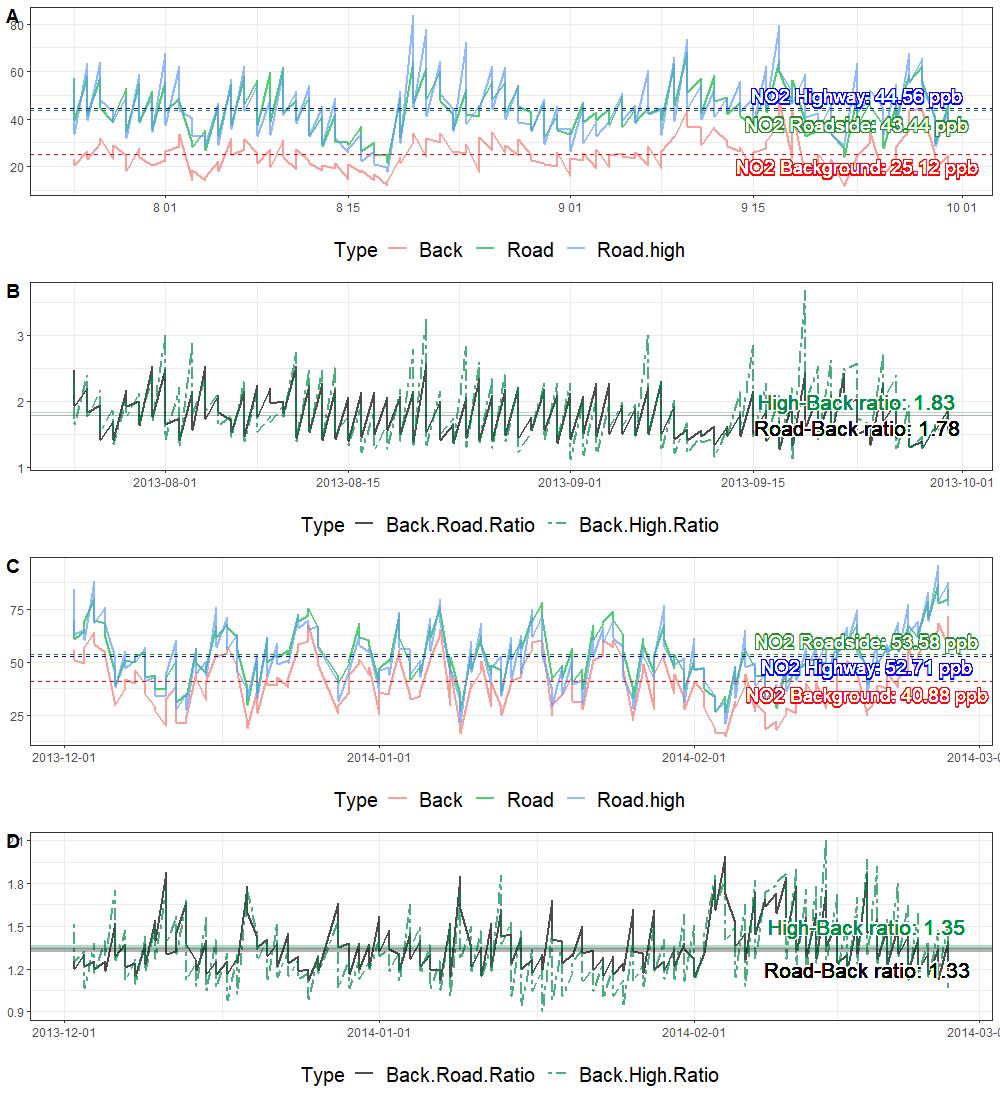 A
80
60
40
20
NO2 Highway: 44.56 ppb
NO2 Roadside: 43.44 ppb
NO2 Background: 25.12 ppb
8 01
8 15
9 01
9 15
10 01
Type
Back
Road
Road.high
B
3
2
1
High-Back ratio: 1.83
Road-Back ratio: 1.78
2013-08-01
2013-08-15
2013-09-01
2013-09-15
2013-10-01
Type
Back.Road.Ratio
Back.High.Ratio
C
75
50
25
NO2 Roadside: 53.58 ppb
NO2 Highway: 52.71 ppb
NO2 Background: 40.88 ppb
2013-12-01
2014-01-01
2014-02-01
2014-03-0
Type
Back
Road
Road.high
D
1.8
1.5
1.2
0.9
High-Back ratio: 1.35
Road-Back ratio: 1.33
2013-12-01
2014-01-01
2014-02-01
2014-03-0
Type
Back.Road.Ratio
Back.High.Ratio